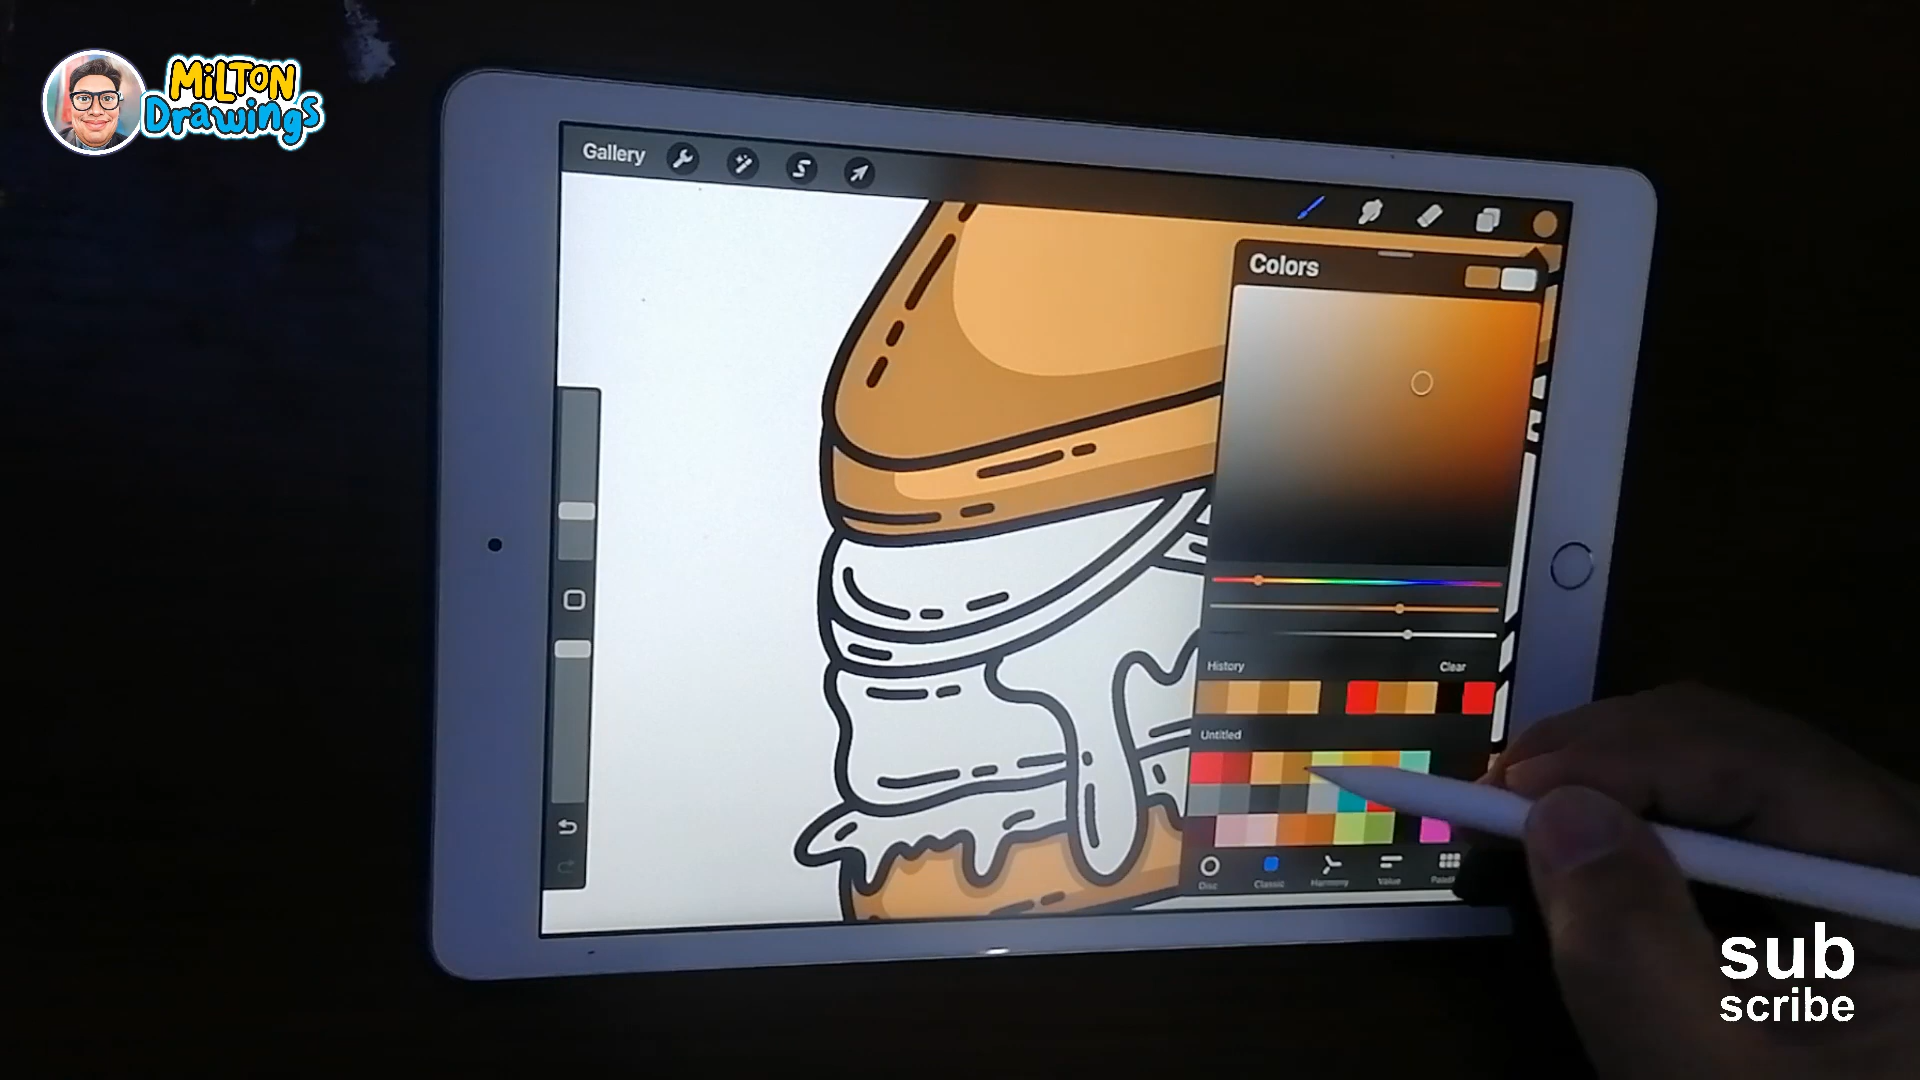 MiLTON
Drawings
Gallery
Colors
History
Clear
Untitled
Disc
Classic
Harmony
Value
sub
scribe